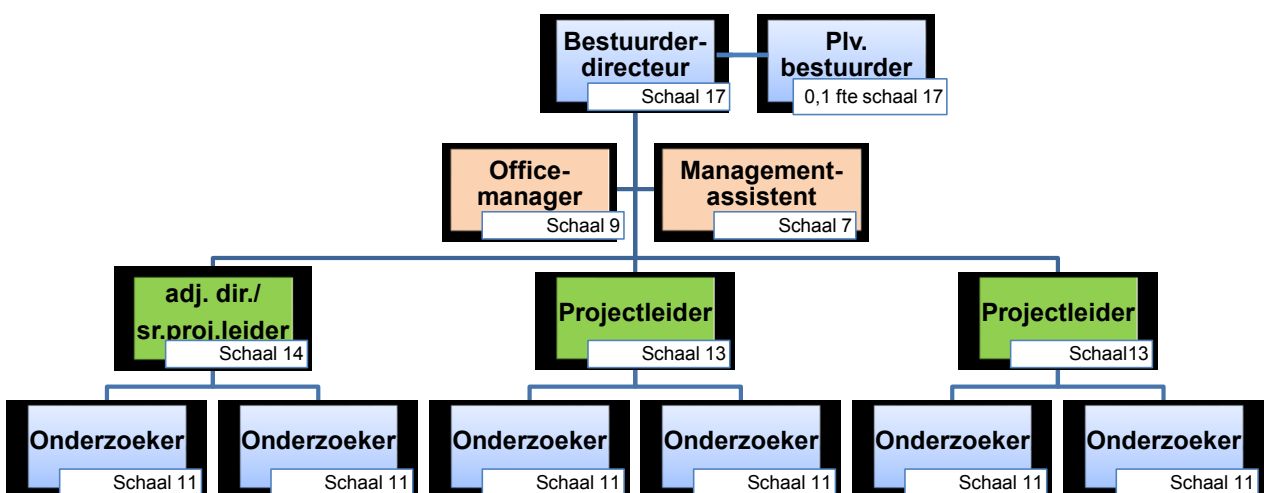 Bestuurder-
directeur
Schaal 17
Plv.
bestuurder
0,1 fte schaal 17
Office-
manager
Schaal 9
Management-
assistent
Schaal 7
adj. dir./
sr.proj.leider
Schaal 14
Projectleider
Schaal 13
Projectleider
Schaal13
Onderzoeker
Schaal 11
Onderzoeker
Schaal 11
Onderzoeker
Schaal 11
Onderzoeker
Schaal 11
Onderzoeker
Schaal 11
Onderzoeker
Schaal 11